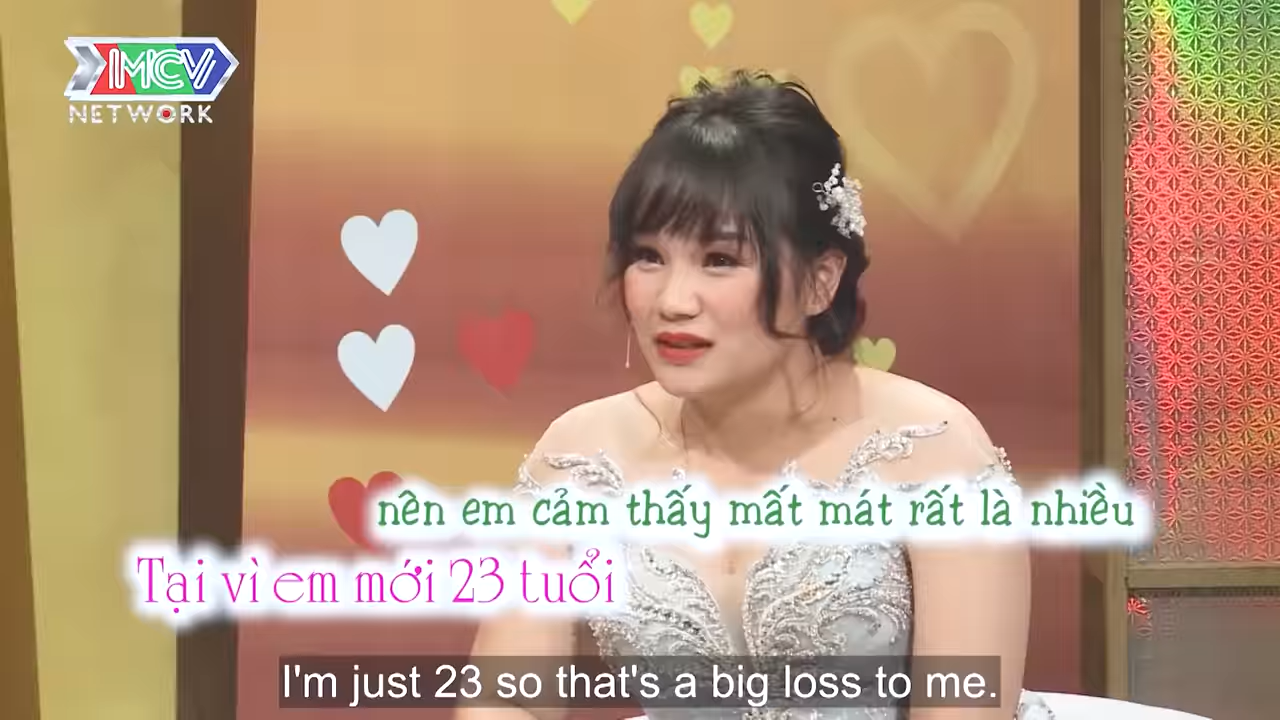 MCV
NETWORK
nên em cảm thấy mất mát rất là nhiều
Tại vì em mới 23 tuổi
I'm just 23 so that's a big loss to me.